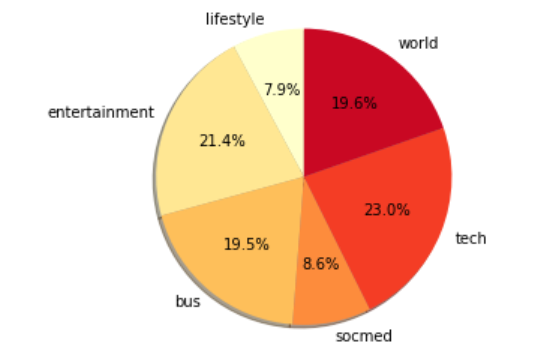 lifestyle
world
7.9%
19.6%
entertainment
21.4%
23.0%
tech
19.5%
8.6%
bus
socmed